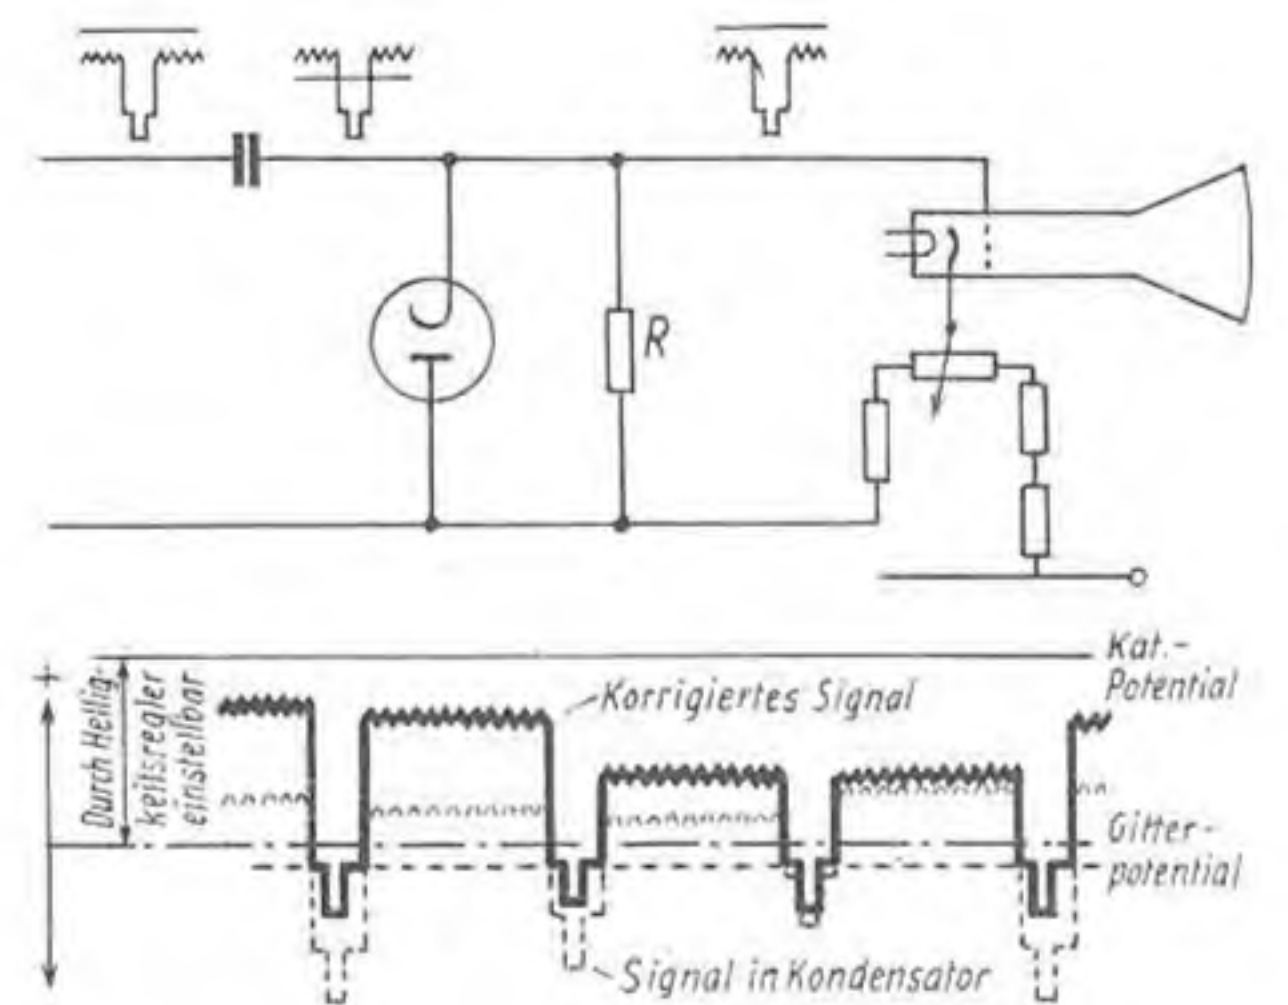 R
Kat.-
Potential
+
Durch Hellig-
keitsregler
einstellbar
Korrigiertes Signal
Gitter-
potential
Signal in Kondensator